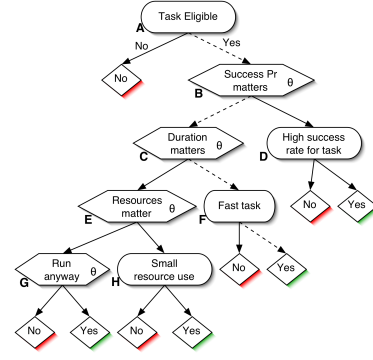 Task Eligible
A
No
Yes
No
Success Pr
matters
θ
B
Duration
matters
θ
C
High success
rate for task
D
Resources
matter
θ
E
Fast task
F
No
Yes
Run
anyway
θ
G
Small
resource use
H
No
Yes
No
Yes
No
Yes